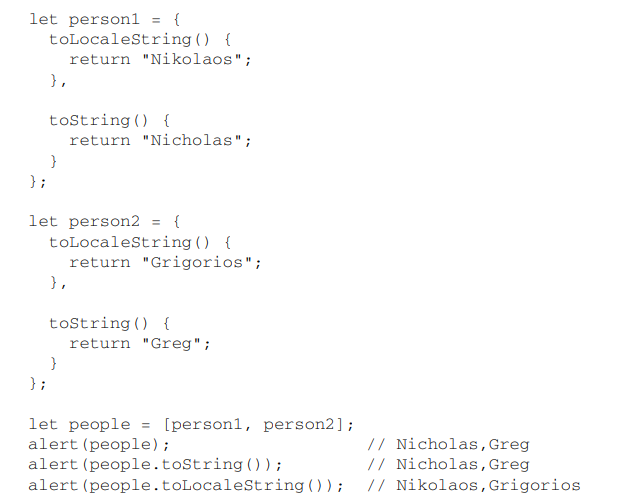 let person1 = {
  toLocaleString() {
    return "Nikolaos";
  },

  toString() {
    return "Nicholas";
  }
};

let person2 = {
  toLocaleString() {
    return "Grigorios";
  },

  toString() {
    return "Greg";
  }
};

let people = [person1, person2];
alert(people);                    // Nicholas,Greg
alert(people.toString());         // Nicholas,Greg
alert(people.toLocaleString());  // Nikolaos,Grigorios